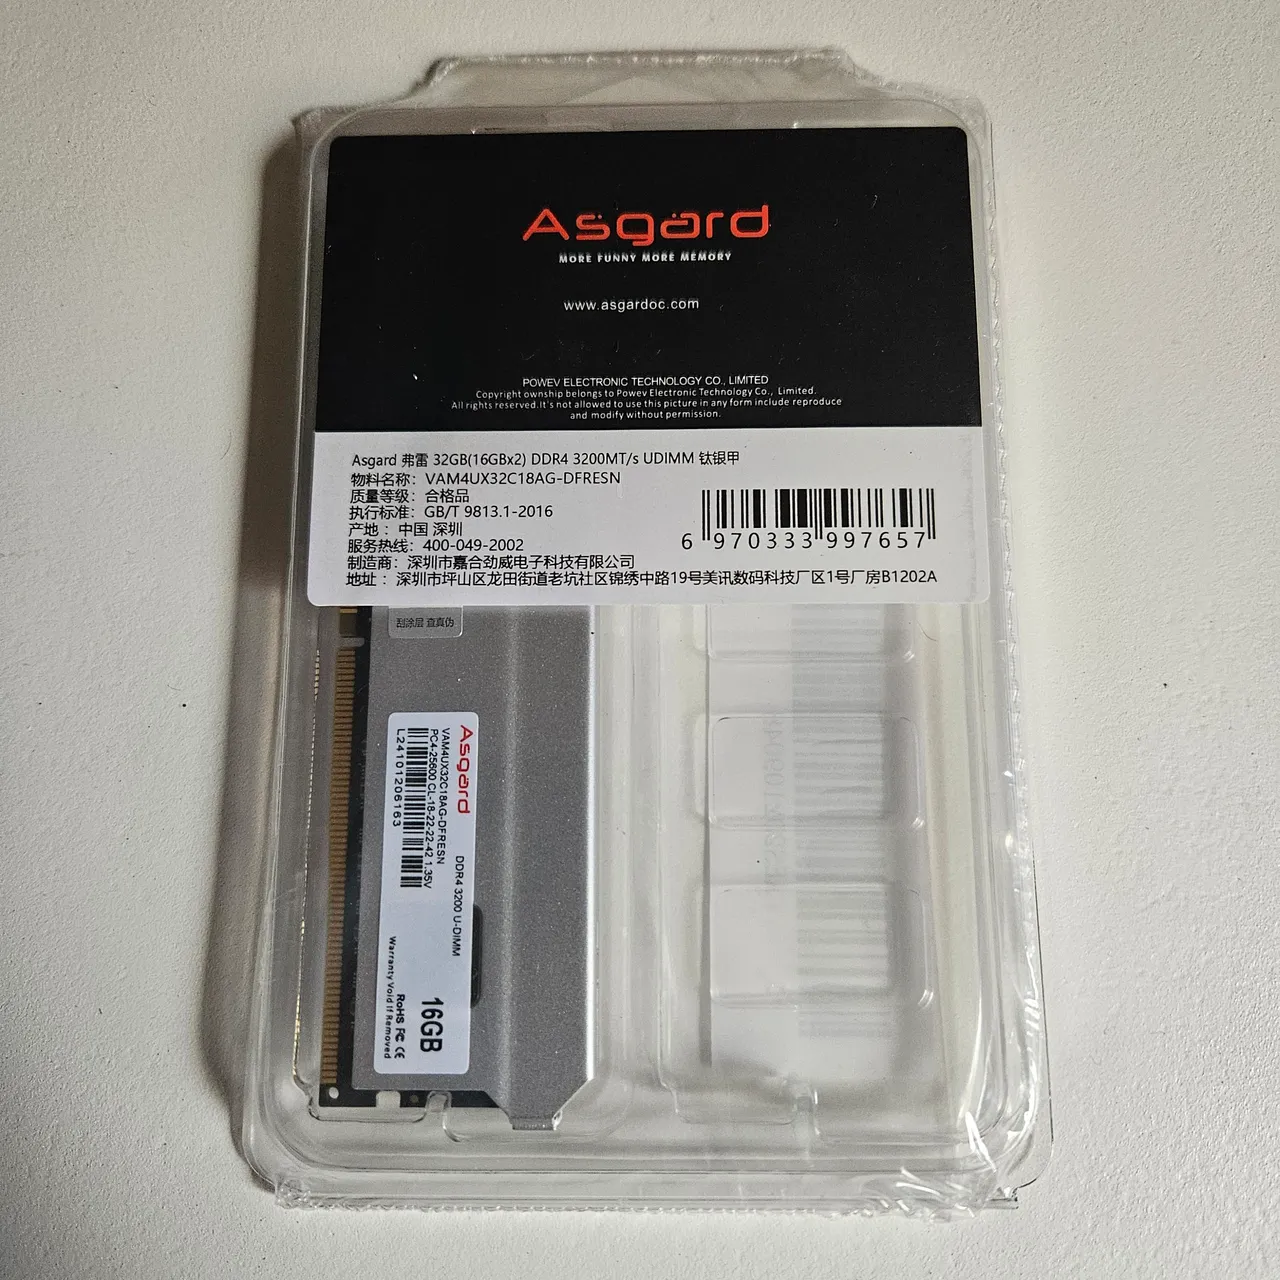 Asgard
MORE FUNNY MORE MEMORY
www.asgardoc.com
POWEV ELECTRONIC TECHNOLOGY CO., LIMITED
Copyright ownship belongs to Powev Electronic Technology Co., Limited.
All rights reserved.It's not allowed to use this picture in any form include reproduce
and modify without permission.
Asgard 弗雷 32GB(16GBx2) DDR4 3200MT/s UDIMM 钛银甲
物料名称：VAM4UX32C18AG-DFRESN
质量等级：合格品
执行标准：GB/T 9813.1-2016
产地：中国 深圳
服务热线：400-049-2002
制造商：深圳市嘉合劲威电子科技有限公司
地址：深圳市坪山区龙田街道老坑社区锦绣中路19号美讯数码科技厂区1号厂房B1202A
6 970333 997657
刮涂层 查真伪
Asgard
DDR4 3200 U-DIMM
VAM4UX32C18AG-DFRESN
PC4-25600 CL-18-22-22-42 1.35V
L24101206163
16GB
RoHS FC CE
Warranty Void If Removed